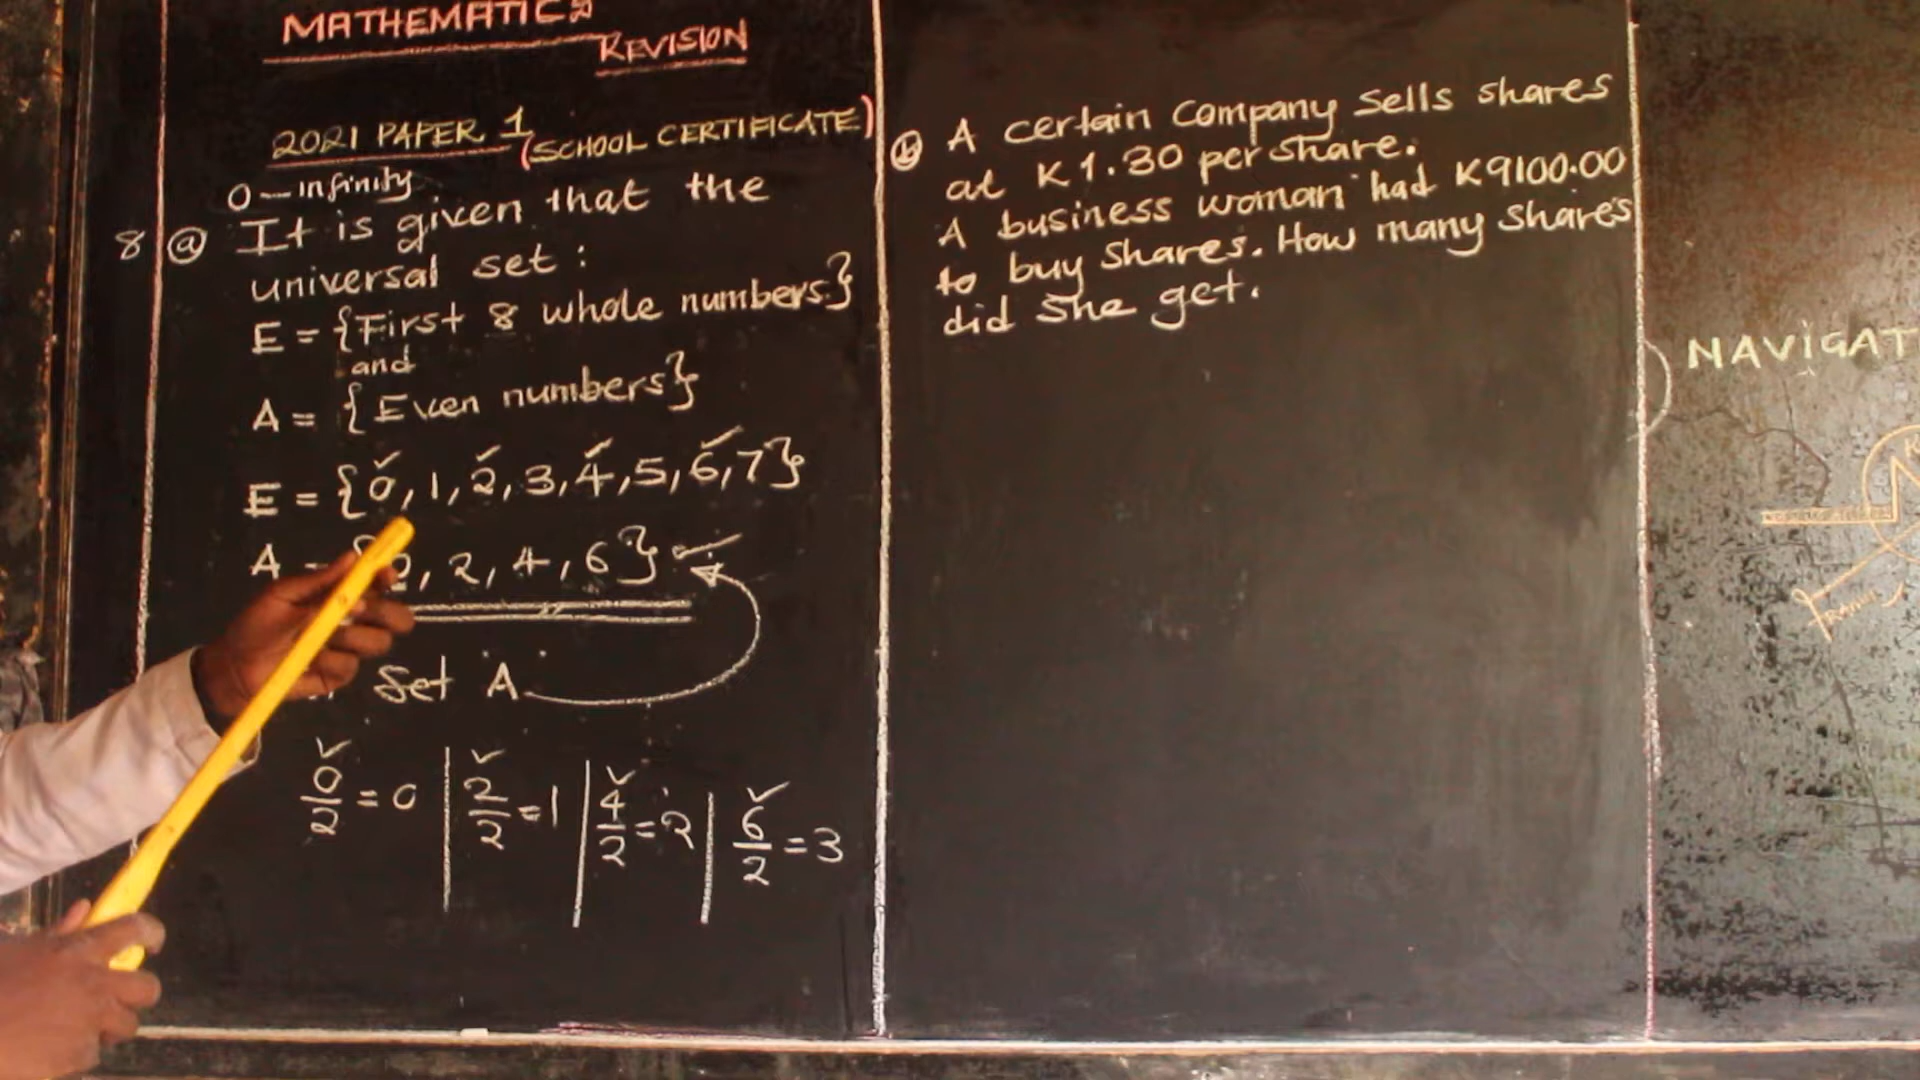 MATHEMATICS
REVISION
2021 PAPER 1
(SCHOOL CERTIFICATE)
0 — Infinity
8 (a) It is given that the
universal set:
E = {First 8 whole numbers}
and
A = {Even numbers}
E = {0, 1, 2, 3, 4, 5, 6, 7}
A = {0, 2, 4, 6}
Set A
0/2 = 0 | 2/2 = 1 | 4/2 = 2 | 6/2 = 3
(b) A certain company sells shares
at K1.30 per share.
A business woman had K9100.00
to buy shares. How many shares
did she get.
NAVIGAT